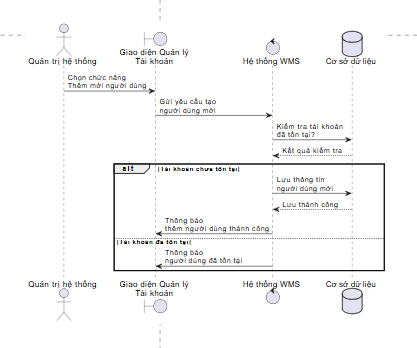 Quản trị hệ thống
Giao diện Quản lý
Tài khoản
Hệ thống WMS
Cơ sở dữ liệu
Chọn chức năng
Thêm mới người dùng
Gửi yêu cầu tạo
người dùng mới
Kiểm tra tài khoản
đã tồn tại?
Kết quả kiểm tra
alt
[Tài khoản chưa tồn tại]
Lưu thông tin
người dùng mới
Lưu thành công
Thông báo
thêm người dùng thành công
[Tài khoản đã tồn tại]
Thông báo
người dùng đã tồn tại
Quản trị hệ thống
Giao diện Quản lý
Tài khoản
Hệ thống WMS
Cơ sở dữ liệu